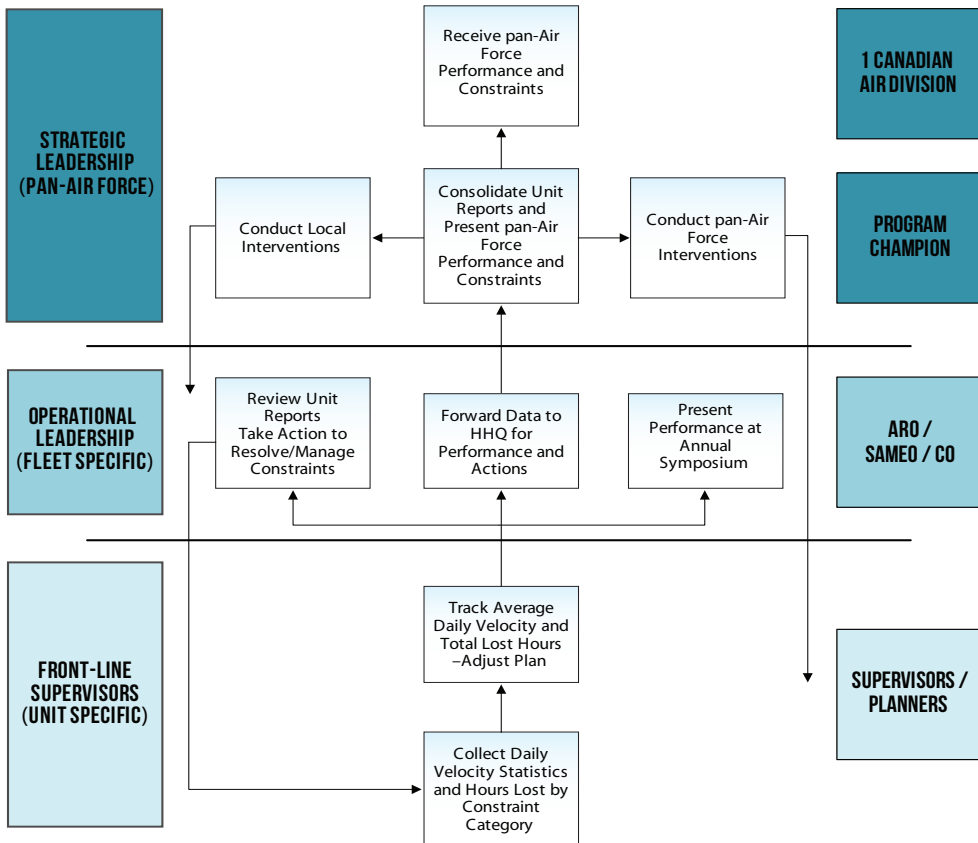 Receive pan-Air
Force
Performance and
Constraints
1 CANADIAN
AIR DIVISION
STRATEGIC
LEADERSHIP
(PAN-AIR FORCE)
Conduct Local
Interventions
Consolidate Unit
Reports and
Present pan-Air
Force
Performance and
Constraints
Conduct pan-Air
Force
Interventions
PROGRAM
CHAMPION
OPERATIONAL
LEADERSHIP
(FLEET SPECIFIC)
Review Unit
Reports
Take Action to
Resolve/Manage
Constraints
Forward Data to
HHQ for
Performance and
Actions
Present
Performance at
Annual
Symposium
ARO /
SAMEO / CO
FRONT-LINE
SUPERVISORS
(UNIT SPECIFIC)
Track Average
Daily Velocity and
Total Lost Hours
–Adjust Plan
SUPERVISORS /
PLANNERS
Collect Daily
Velocity Statistics
and Hours Lost by
Constraint
Category